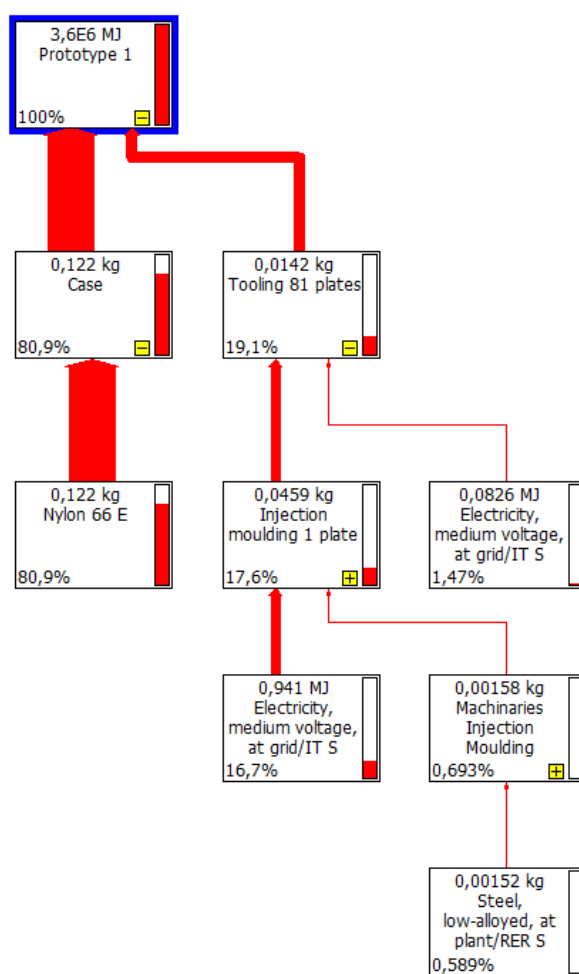 3,6E6 MJ
Prototype 1
100%
0,122 kg
Case
80,9%
0,0142 kg
Tooling 81 plates
19,1%
0,122 kg
Nylon 66 E
80,9%
0,0459 kg
Injection
moulding 1 plate
17,6%
0,0826 MJ
Electricity,
medium voltage,
at grid/IT S
1,47%
0,941 MJ
Electricity,
medium voltage,
at grid/IT S
16,7%
0,00158 kg
Machinaries
Injection
Moulding
0,693%
0,00152 kg
Steel,
low-alloyed, at
plant/RER S
0,589%